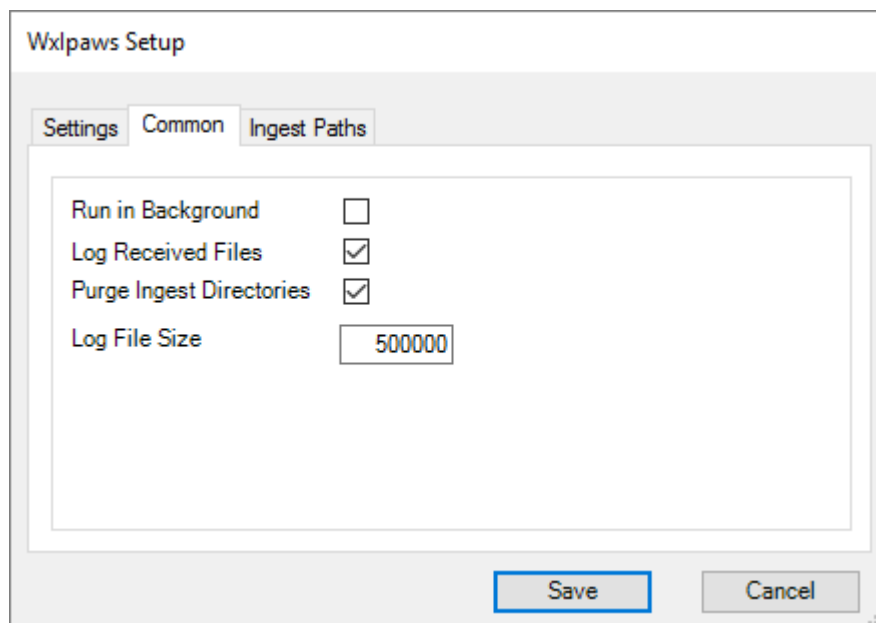 Wxlpaws Setup
Settings Common Ingest Paths
Run in Background
Log Received Files
Purge Ingest Directories
Log File Size 500000
Save Cancel